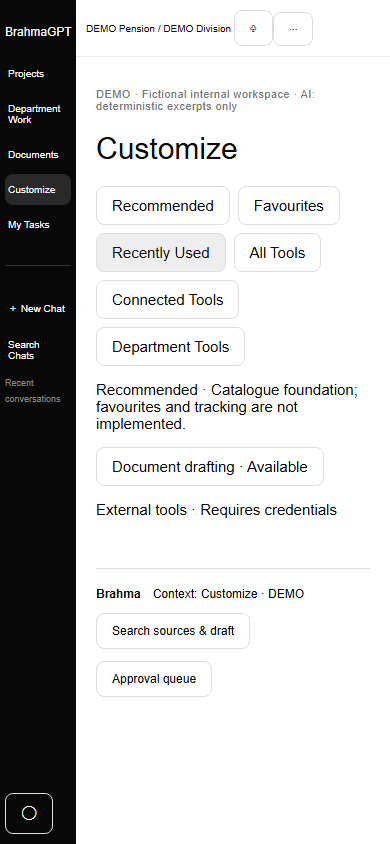 BrahmaGPT
Projects
Department
Work
Documents
Customize
My Tasks
+ New Chat
Search
Chats
Recent
conversations
DEMO Pension / DEMO Division
...
DEMO · Fictional internal workspace · AI:
deterministic excerpts only
Customize
Recommended
Favourites
Recently Used
All Tools
Connected Tools
Department Tools
Recommended · Catalogue foundation;
favourites and tracking are not
implemented.
Document drafting · Available
External tools · Requires credentials
Brahma Context: Customize · DEMO
Search sources & draft
Approval queue